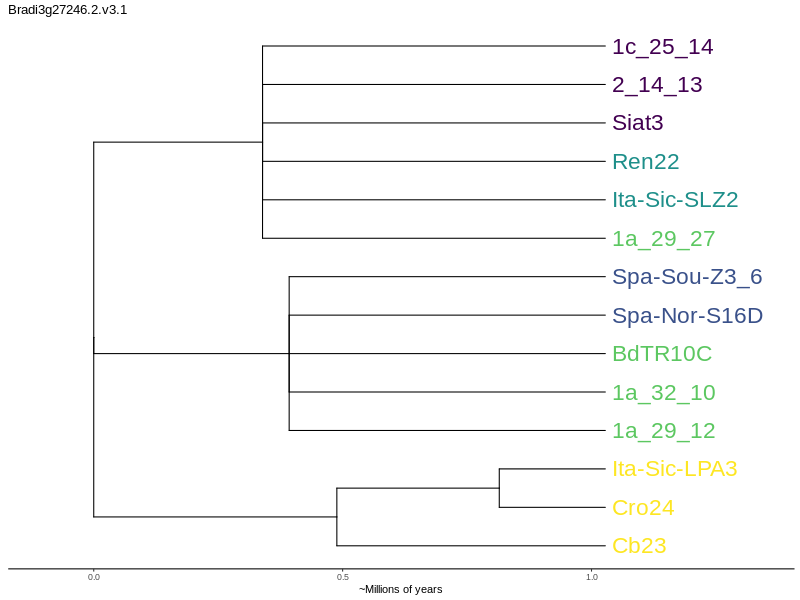 Bradi3g27246.2.v3.1
1c_25_14
2_14_13
Siat3
Ren22
Ita-Sic-SLZ2
1a_29_27
Spa-Sou-Z3_6
Spa-Nor-S16D
BdTR10C
1a_32_10
1a_29_12
Ita-Sic-LPA3
Cro24
Cb23
0.0 0.5 1.0
~Millions of years